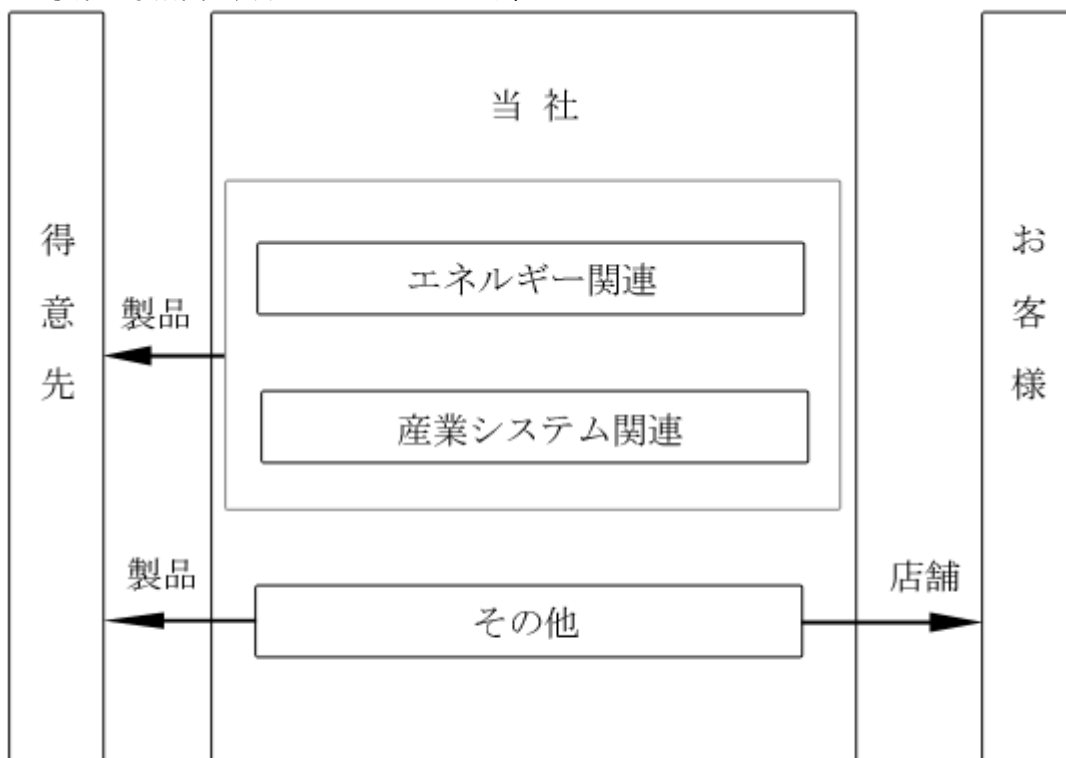 当社
得意先
製品
エネルギー関連
産業システム関連
お客様
製品
その他
店舗